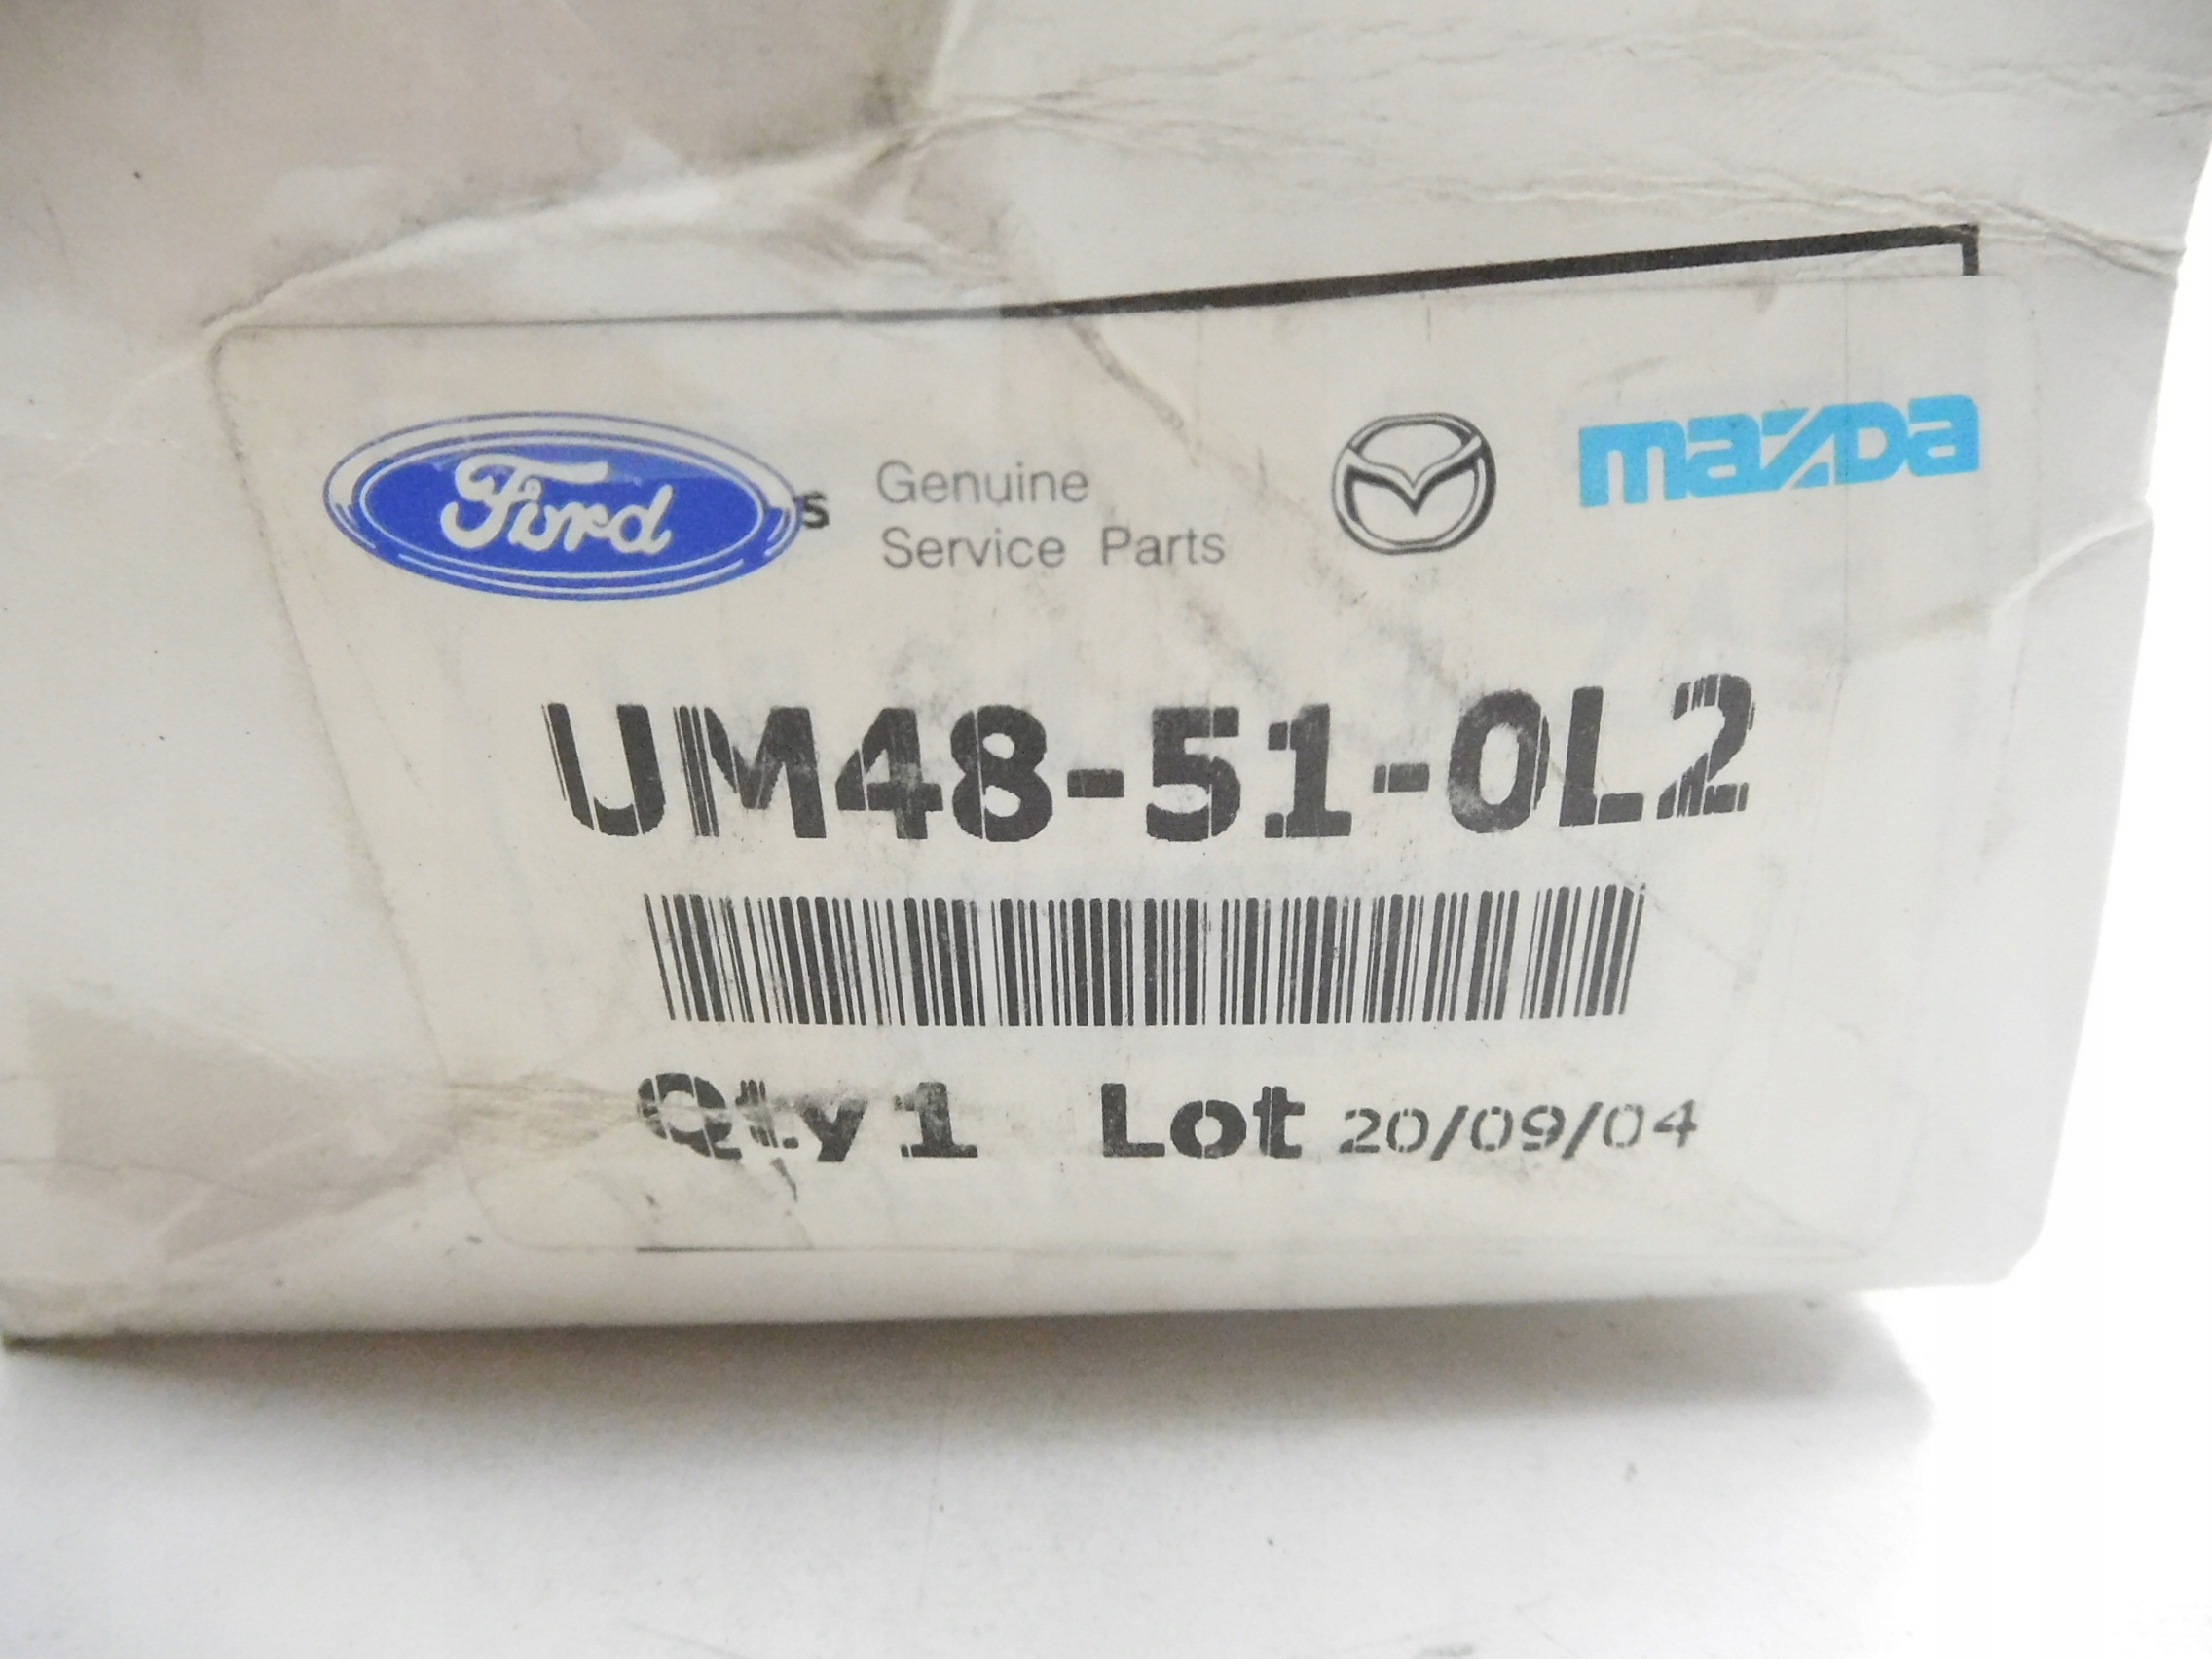 Ford s Genuine Service Parts mazda
UM48-51-0L2
Qty 1 Lot 20/09/04